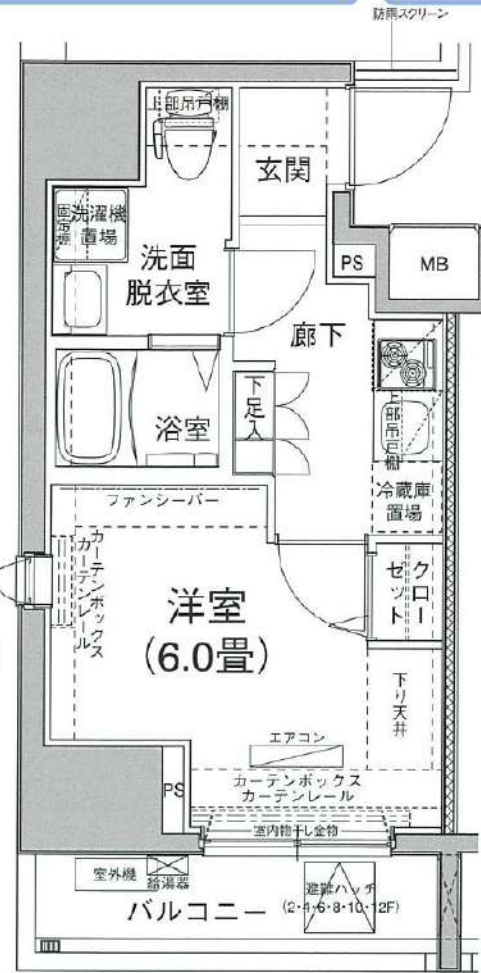 防雨スクリーン
上部吊戸棚
玄関
固定棚
洗濯機
置場
洗面
脱衣室
PS
MB
廊下
下足入
浴室
上部吊戸棚
冷蔵庫
置場
ファンシーバー
カーテンボックス
カーテンレール
クロー
ゼット
洋室
(6.0畳)
下り天井
エアコン
カーテンボックス
カーテンレール
PS
室内物干し金物
室外機
給湯器
避難ハッチ
(2・4・6・8・10・12F)
バルコニー